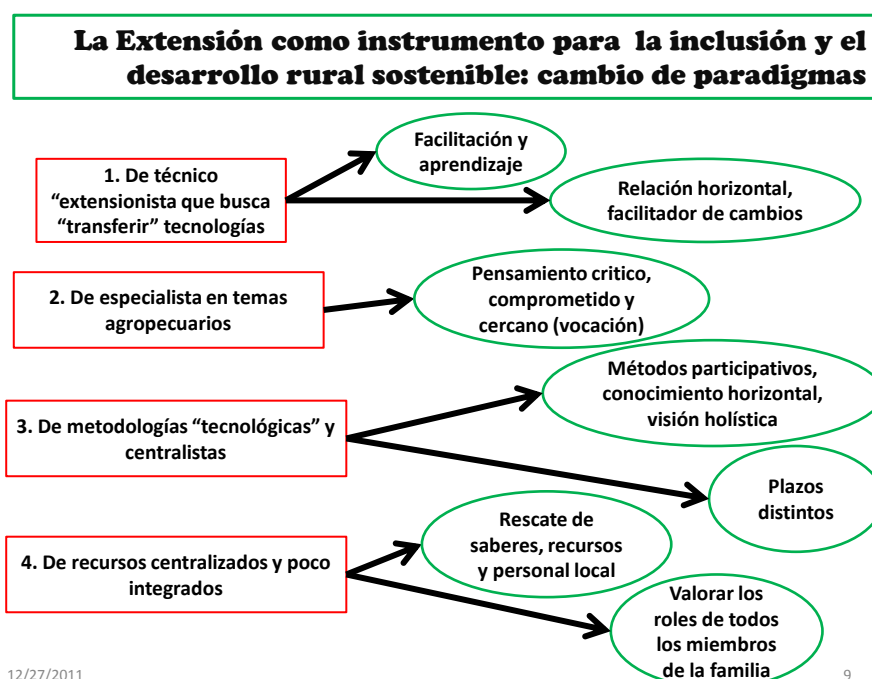 La Extensión como instrumento para la inclusión y el
desarrollo rural sostenible: cambio de paradigmas
Facilitación y
aprendizaje
1. De técnico
“extensionista que busca
“transferir” tecnologías
Relación horizontal,
facilitador de cambios
2. De especialista en temas
agropecuarios
Pensamiento critico,
comprometido y
cercano (vocación)
Métodos participativos,
conocimiento horizontal,
visión holística
3. De metodologías “tecnológicas” y
centralistas
Plazos
distintos
Rescate de
saberes, recursos
y personal local
4. De recursos centralizados y poco
integrados
Valorar los
roles de todos
los miembros
de la familia
12/27/2011
9